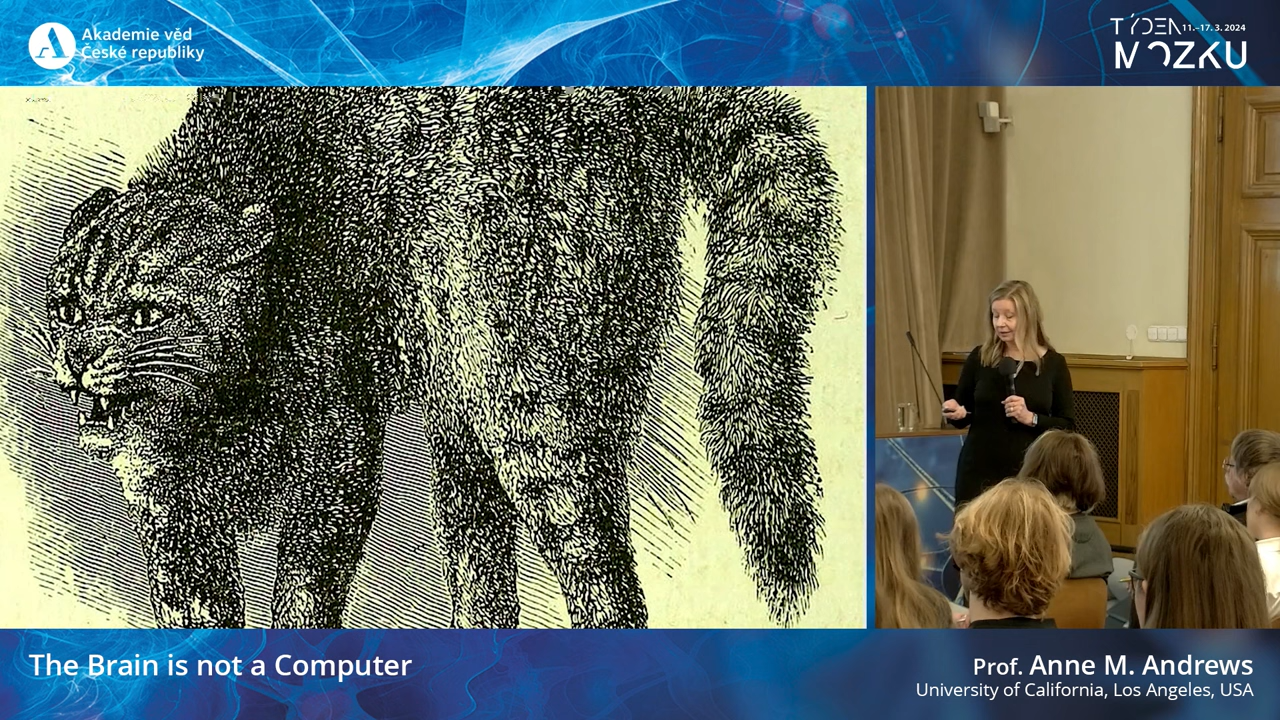 Akademie věd
České republiky
TÝDEN 11.–17. 3. 2024
MOZKU
The Brain is not a Computer
Prof. Anne M. Andrews
University of California, Los Angeles, USA